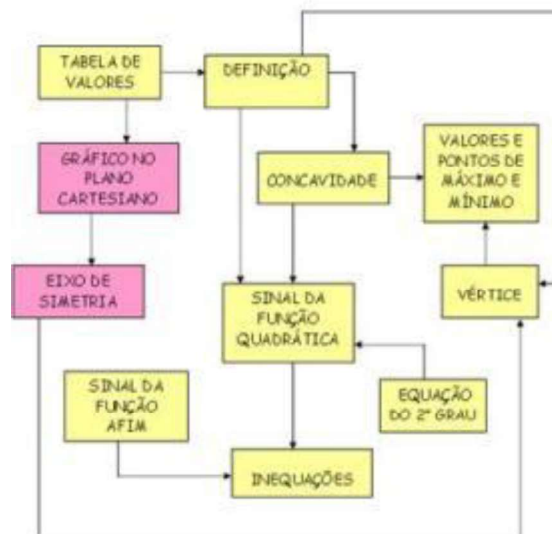 TABELA DE
VALORES
DEFINIÇÃO
GRÁFICO NO
PLANO
CARTESIANO
CONCAVIDADE
VALORES E
PONTOS DE
MÁXIMO E
MÍNIMO
EIXO DE
SIMETRIA
SINAL DA
FUNÇÃO
QUADRÁTICA
VÉRTICE
SINAL DA
FUNÇÃO
AFIM
EQUAÇÃO
DO 2º GRAU
INEQUAÇÕES